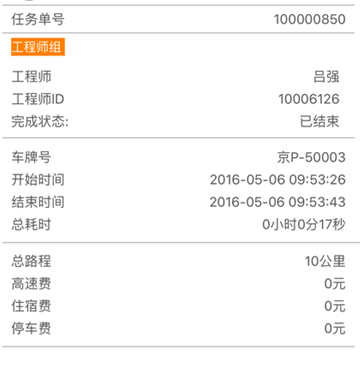 任务单号 100000850
工程师组
工程师 吕强
工程师ID 10006126
完成状态: 已结束
车牌号 京P-50003
开始时间 2016-05-06 09:53:26
结束时间 2016-05-06 09:53:43
总耗时 0小时0分17秒
总路程 10公里
高速费 0元
住宿费 0元
停车费 0元